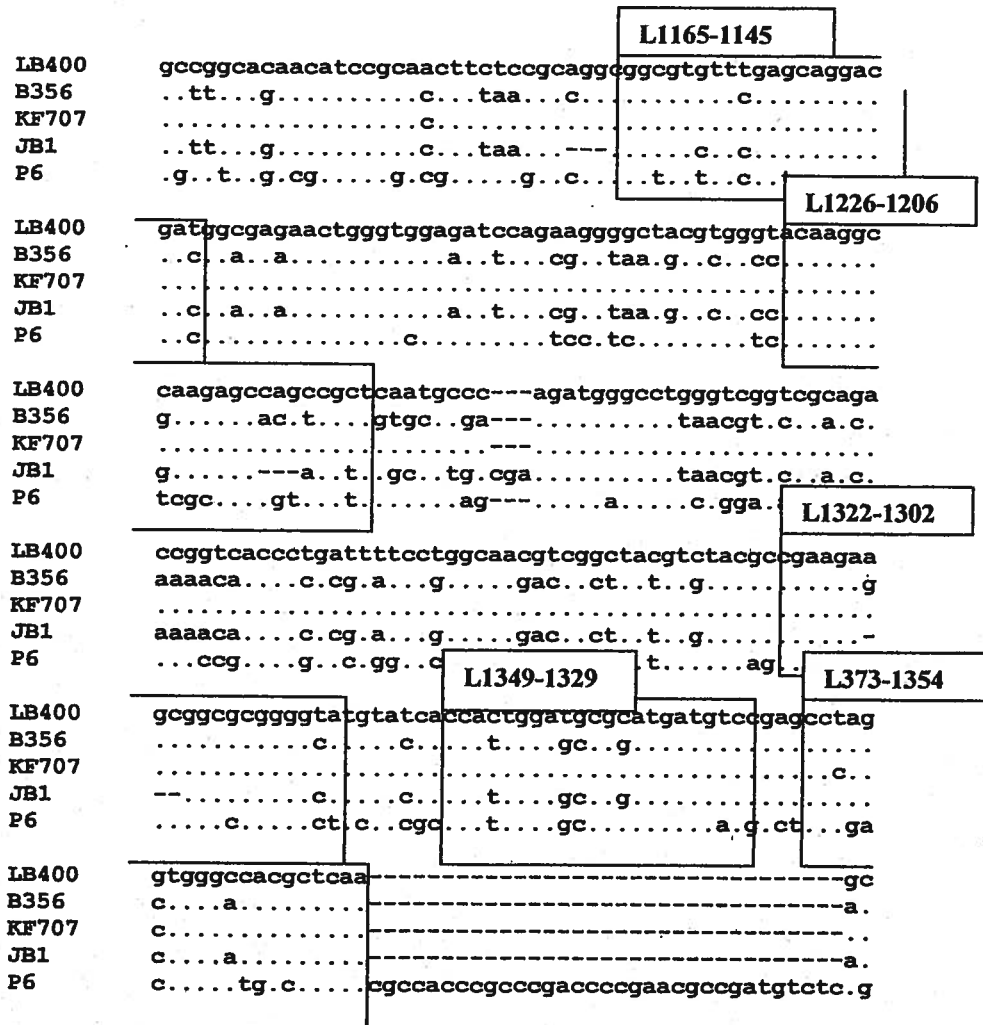 L1165-1145
LB400 gccggcacaacatccgcaacttctccgcaggcggcgtgtttgagcaggac
B356 ..tt...g..........c...taa...c...........c.........
KF707 ..................c...............................
JB1 ..tt...g..........c...taa...---......c..c.........
P6 .g..t..g.cg.....g.cg.....g..c.....t..t..c..
L1226-1206
LB400 gatggcgagaactgggtggagatccagaaggggctacgtgggtacaaggc
B356 ..c..a..a...........a..t...cg..taa.g..c..cc.......
KF707 ..................................................
JB1 ..c..a..a...........a..t...cg..taa.g..c..cc.......
P6 ..c..............c.........tcc.tc........tc.......
LB400 caagagccagccgctcaatgccc---agatgggcctgggtcggtcgcaga
B356 g......ac.t....gtgc..ga---..........taacgt.c..a.c.
KF707 .......................---........................
JB1 g......---a..t..gc..tg.cga..........taacgt.c..a.c.
P6 tcgc....gt...t.......ag---.....a.....c.gga.
L1322-1302
LB400 ccggtcaccctgattttcctggcaacgtcggctacgtctacgccgaagaa
B356 aaaaca....c.cg.a...g.....gac..ct..t..g...........g
KF707 ..................................................
JB1 aaaaca....c.cg.a...g.....gac..ct..t..g...........-
P6 ...ccg....g..c.gg..c t......ag..
L1349-1329
L373-1354
LB400 gcggcgcggggtatgtatcaccactggatgcgcatgatgtccgagcctag
B356 ...........c.....c.....t....gc..g.................
KF707 ...............................................c..
JB1 --.........c.....c.....t....gc..g.................
P6 .....c.....ct.c..cgc...t....gc.........a.g.ct...ga
LB400 gtgggccacgctcaa---------------------------------gc
B356 c....a.........---------------------------------a.
KF707 c..............---------------------------------..
JB1 c....a.........---------------------------------a.
P6 c.....tg.c.....cgccacccgcccgaccccgaacgccgatgtctc.g